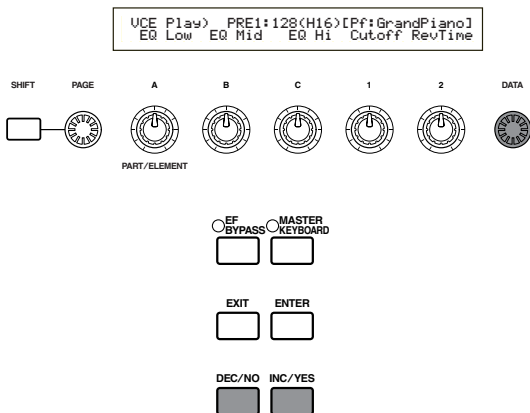 VCE Play)  PRE1:128(H16)[Pf:GrandPiano]
EQ Low  EQ Mid  EQ Hi  Cutoff RevTime
SHIFT PAGE A B C 1 2 DATA
PART/ELEMENT
EF BYPASS MASTER KEYBOARD
EXIT ENTER
DEC/NO INC/YES